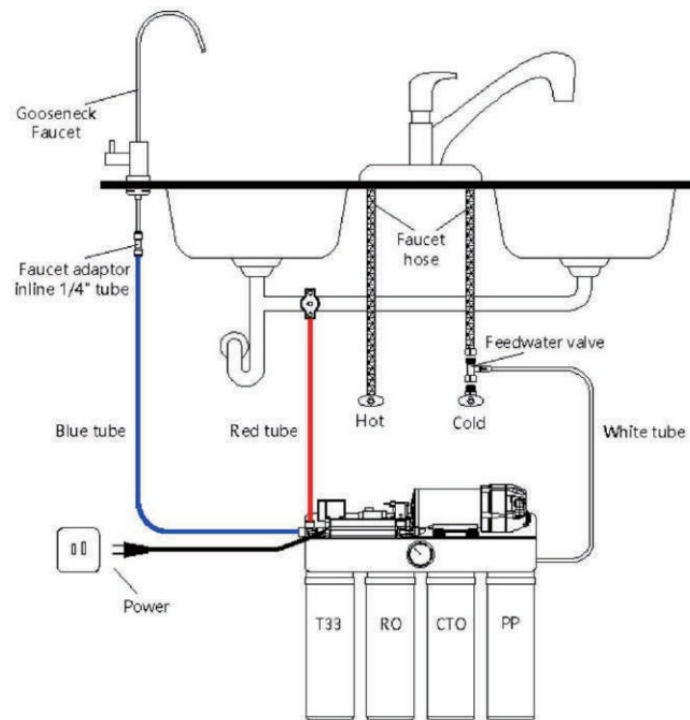 Gooseneck
Faucet
Faucet
hose
Faucet adaptor
inline 1/4" tube
Feedwater valve
Blue tube
Red tube
Hot
Cold
White tube
Power
T33
RO
CTO
PP